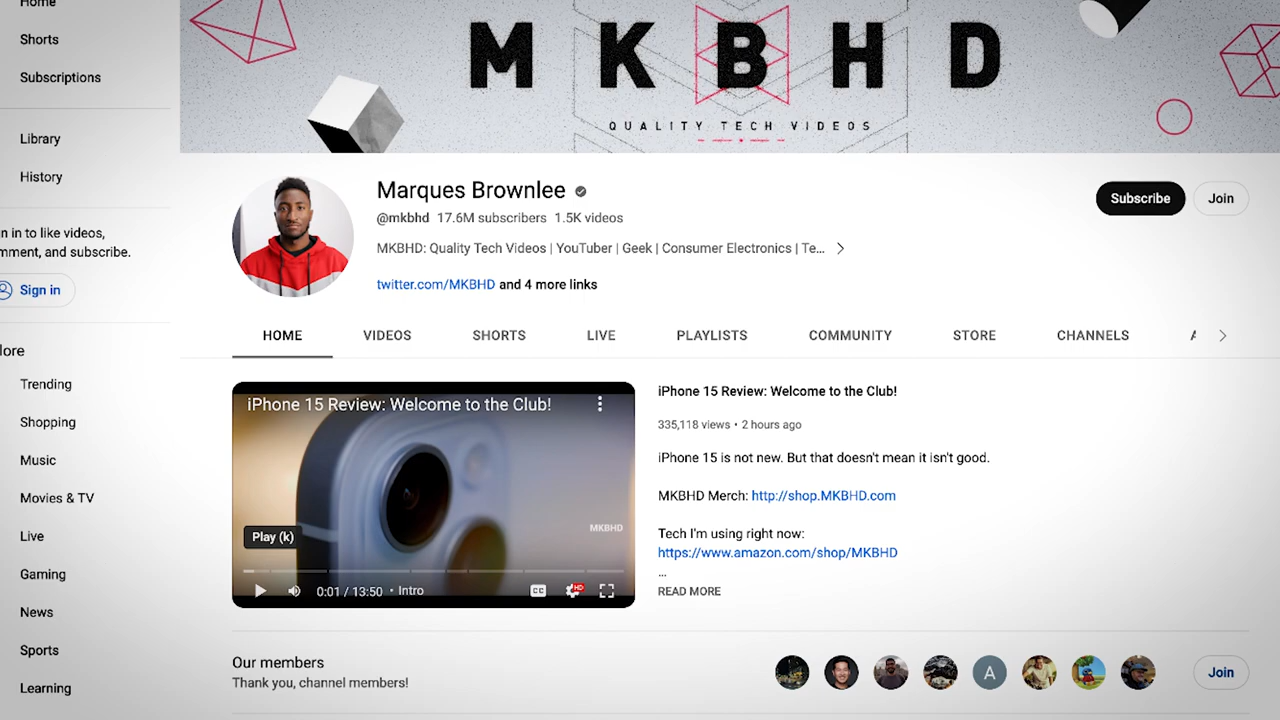 Home
Shorts
Subscriptions
Library
History
n in to like videos,
mment, and subscribe.
Sign in
lore
Trending
Shopping
Music
Movies & TV
Live
Gaming
News
Sports
Learning
MKBHD
QUALITY TECH VIDEOS
Marques Brownlee
@mkbhd 17.6M subscribers 1.5K videos
MKBHD: Quality Tech Videos | YouTuber | Geek | Consumer Electronics | Te...
twitter.com/MKBHD and 4 more links
Subscribe
Join
HOME VIDEOS SHORTS LIVE PLAYLISTS COMMUNITY STORE CHANNELS A
iPhone 15 Review: Welcome to the Club!
MKBHD
Play (k)
0:01 / 13:50 • Intro
CC
HD
iPhone 15 Review: Welcome to the Club!
335,118 views • 2 hours ago
iPhone 15 is not new. But that doesn't mean it isn't good.
MKBHD Merch: http://shop.MKBHD.com
Tech I'm using right now:
https://www.amazon.com/shop/MKBHD
...
READ MORE
Our members
Thank you, channel members!
A
Join